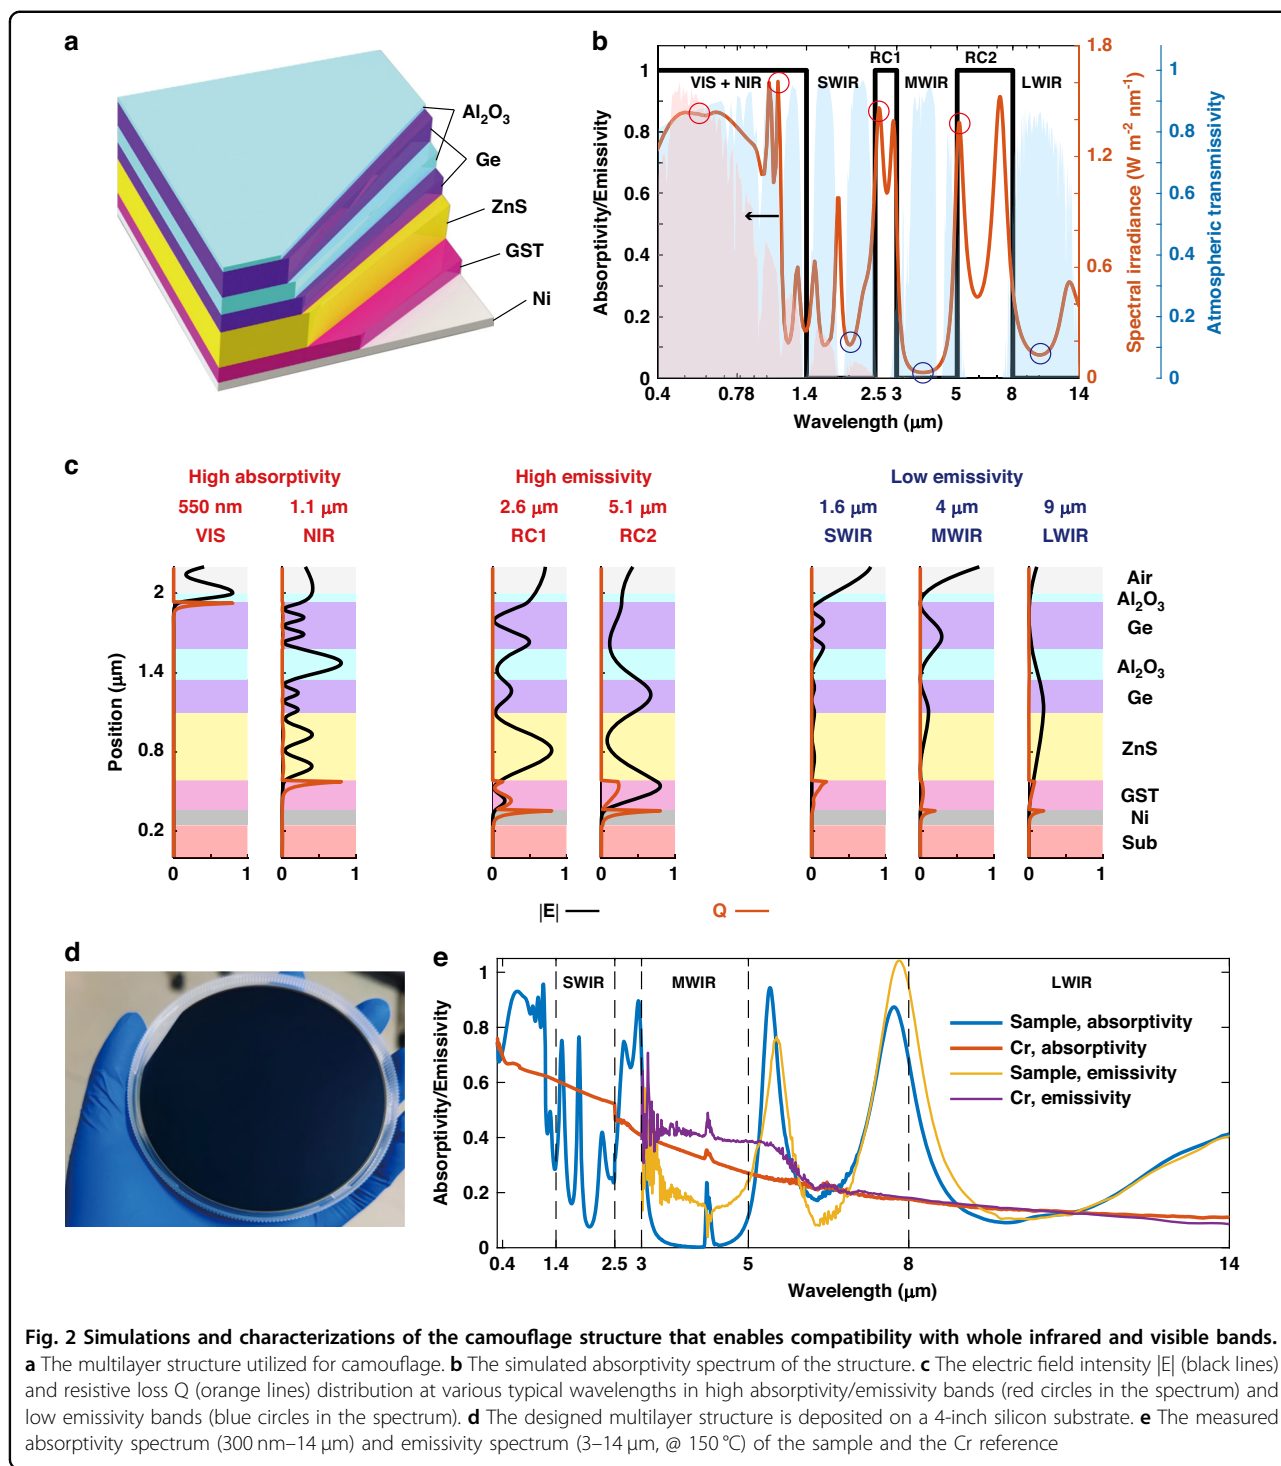 a
Al2O3
Ge
ZnS
GST
Ni
b
RC1
RC2
VIS + NIR
SWIR
MWIR
LWIR
Absorptivity/Emissivity
1
0.8
0.6
0.4
0.2
0
1.8
1.2
0.6
0
Spectral irradiance (W m-2 nm-1)
1
0.8
0.6
0.4
0.2
0
Atmospheric transmissivity
0.4 0.78 1.4 2.5 3 5 8 14
Wavelength (μm)
c
High absorptivity
High emissivity
Low emissivity
550 nm 1.1 μm 2.6 μm 5.1 μm 1.6 μm 4 μm 9 μm
VIS NIR RC1 RC2 SWIR MWIR LWIR
Position (μm)
2
1.4
0.8
0.2
Air
Al2O3
Ge
Al2O3
Ge
ZnS
GST
Ni
Sub
0 1 0 1 0 1 0 1 0 1 0 1 0 1
|E|
Q
d
e
Absorptivity/Emissivity
1
0.8
0.6
0.4
0.2
0
SWIR
MWIR
LWIR
Sample, absorptivity
Cr, absorptivity
Sample, emissivity
Cr, emissivity
0.4 1.4 2.5 3 5 8 14
Wavelength (μm)
Fig. 2 Simulations and characterizations of the camouflage structure that enables compatibility with whole infrared and visible bands.
a The multilayer structure utilized for camouflage. b The simulated absorptivity spectrum of the structure. c The electric field intensity |E| (black lines)
and resistive loss Q (orange lines) distribution at various typical wavelengths in high absorptivity/emissivity bands (red circles in the spectrum) and
low emissivity bands (blue circles in the spectrum). d The designed multilayer structure is deposited on a 4-inch silicon substrate. e The measured
absorptivity spectrum (300 nm–14 μm) and emissivity spectrum (3–14 μm, @ 150 °C) of the sample and the Cr reference